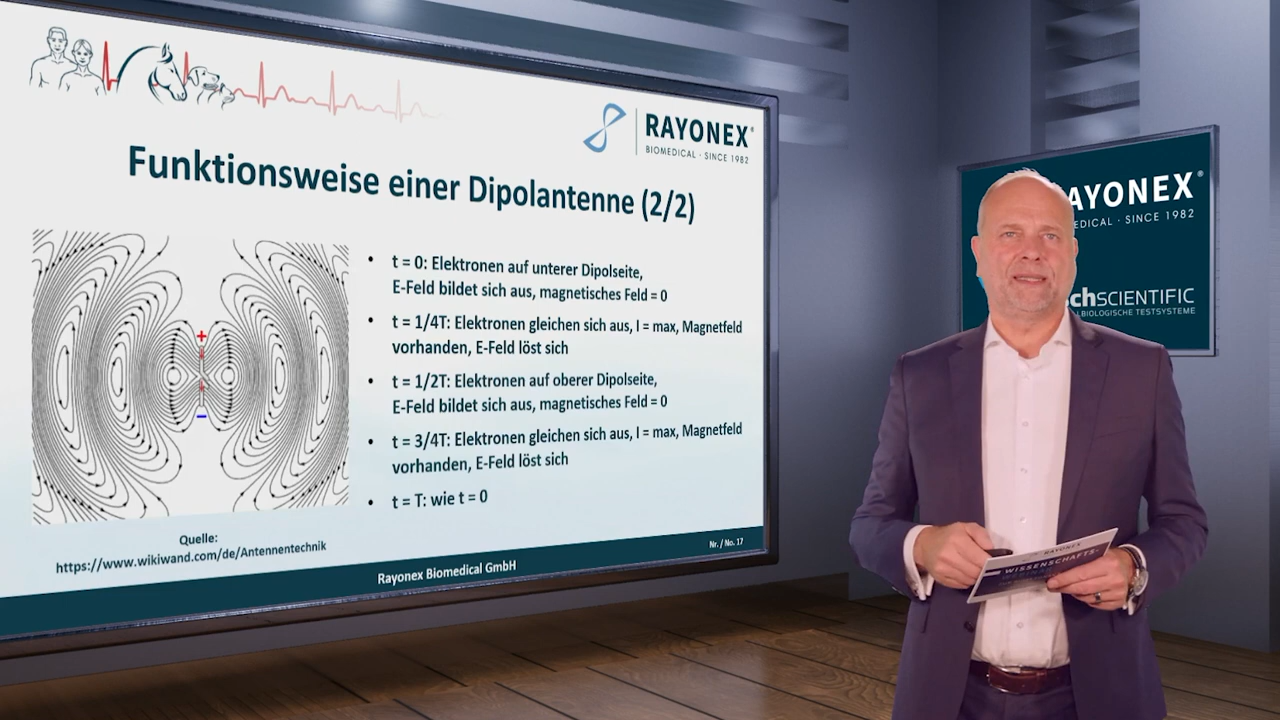 RAYONEX®
BIOMEDICAL · SINCE 1982
Funktionsweise einer Dipolantenne (2/2)
+
–
• t = 0: Elektronen auf unterer Dipolseite,
E-Feld bildet sich aus, magnetisches Feld = 0
• t = 1/4T: Elektronen gleichen sich aus, I = max, Magnetfeld
vorhanden, E-Feld löst sich
• t = 1/2T: Elektronen auf oberer Dipolseite,
E-Feld bildet sich aus, magnetisches Feld = 0
• t = 3/4T: Elektronen gleichen sich aus, I = max, Magnetfeld
vorhanden, E-Feld löst sich
• t = T: wie t = 0
Quelle:
https://www.wikiwand.com/de/Antennentechnik
Nr. / No. 17
Rayonex Biomedical GmbH
AYONEX®
EDICAL · SINCE 1982
schSCIENTIFIC
BIOLOGISCHE TESTSYSTEME
RAYONEX
WISSENSCHAFTS-